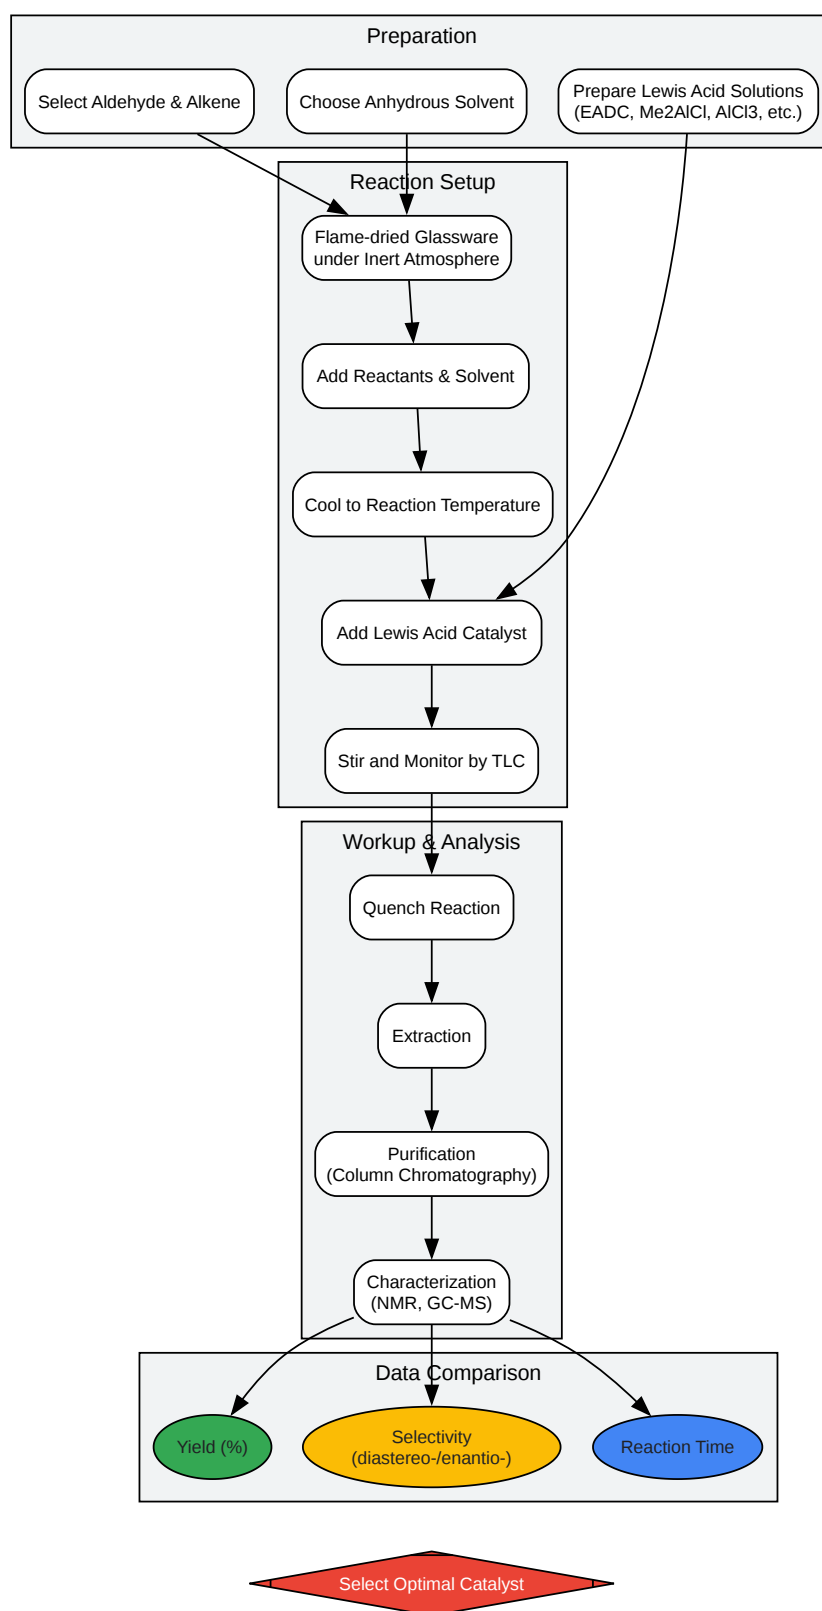 Preparation
Select Aldehyde & Alkene
Choose Anhydrous Solvent
Prepare Lewis Acid Solutions
(EADC, Me2AlCl, AlCl3, etc.)
Reaction Setup
Flame-dried Glassware
under Inert Atmosphere
Add Reactants & Solvent
Cool to Reaction Temperature
Add Lewis Acid Catalyst
Stir and Monitor by TLC
Workup & Analysis
Quench Reaction
Extraction
Purification
(Column Chromatography)
Characterization
(NMR, GC-MS)
Data Comparison
Yield (%)
Selectivity
(diastereo-/enantio-)
Reaction Time
Select Optimal Catalyst